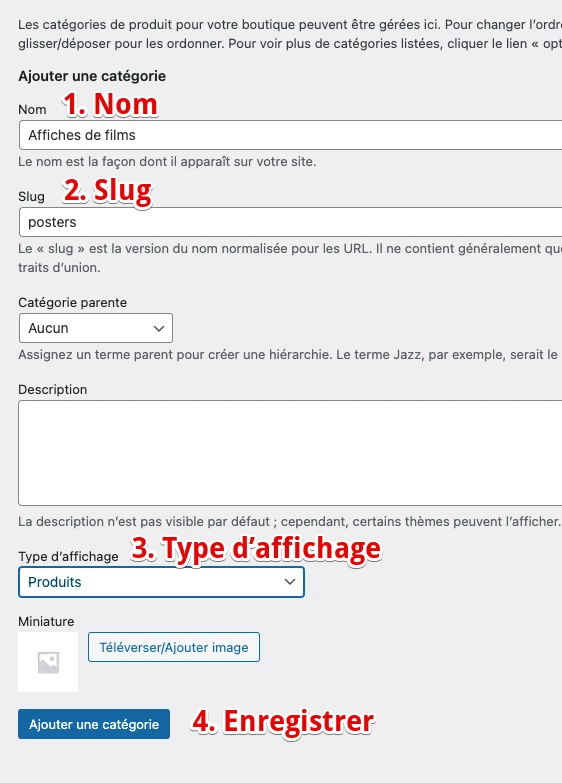 Les catégories de produit pour votre boutique peuvent être gérées ici. Pour changer l'ordre
glisser/déposer pour les ordonner. Pour voir plus de catégories listées, cliquer le lien « opt
Ajouter une catégorie
Nom 1. Nom
Affiches de films
Le nom est la façon dont il apparaît sur votre site.
Slug 2. Slug
posters
Le « slug » est la version du nom normalisée pour les URL. Il ne contient généralement que
traits d'union.
Catégorie parente
Aucun
Assignez un terme parent pour créer une hiérarchie. Le terme Jazz, par exemple, serait le
Description
La description n'est pas visible par défaut ; cependant, certains thèmes peuvent l'afficher.
Type d'affichage 3. Type d'affichage
Produits
Miniature
Téléverser/Ajouter image
Ajouter une catégorie 4. Enregistrer